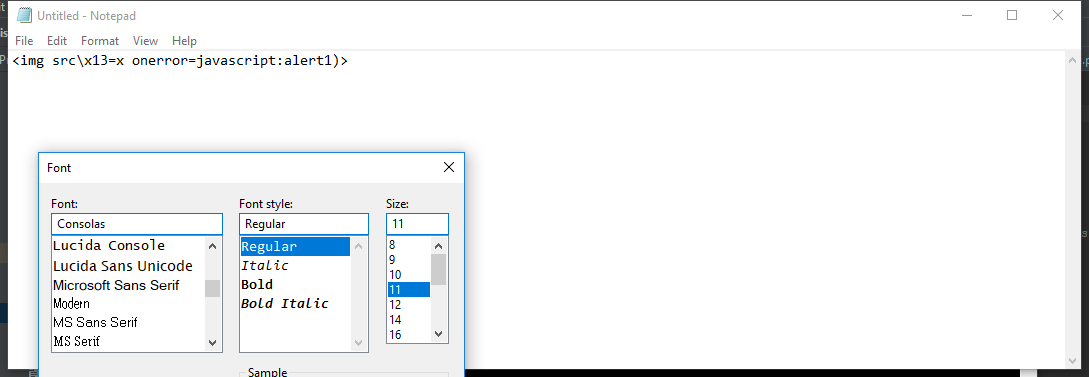 Untitled - Notepad
File Edit Format View Help
<img src\x13=x onerror=javascript:alert1)>
Font
Font: Font style: Size:
Consolas Regular 11
Lucida Console Regular 8
Lucida Sans Unicode Italic 9
Microsoft Sans Serif Bold 10
Modern Bold Italic 11
MS Sans Serif 12
MS Serif 14
16
Sample